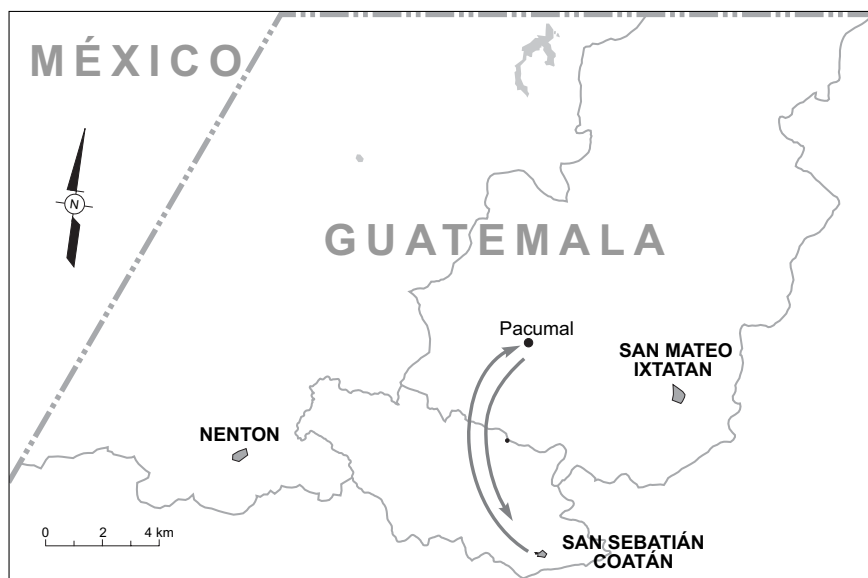 MÉXICO
N
GUATEMALA
Pacumal
SAN MATEO
IXTATAN
NENTON
0 2 4 km
SAN SEBATIÁN
COATÁN